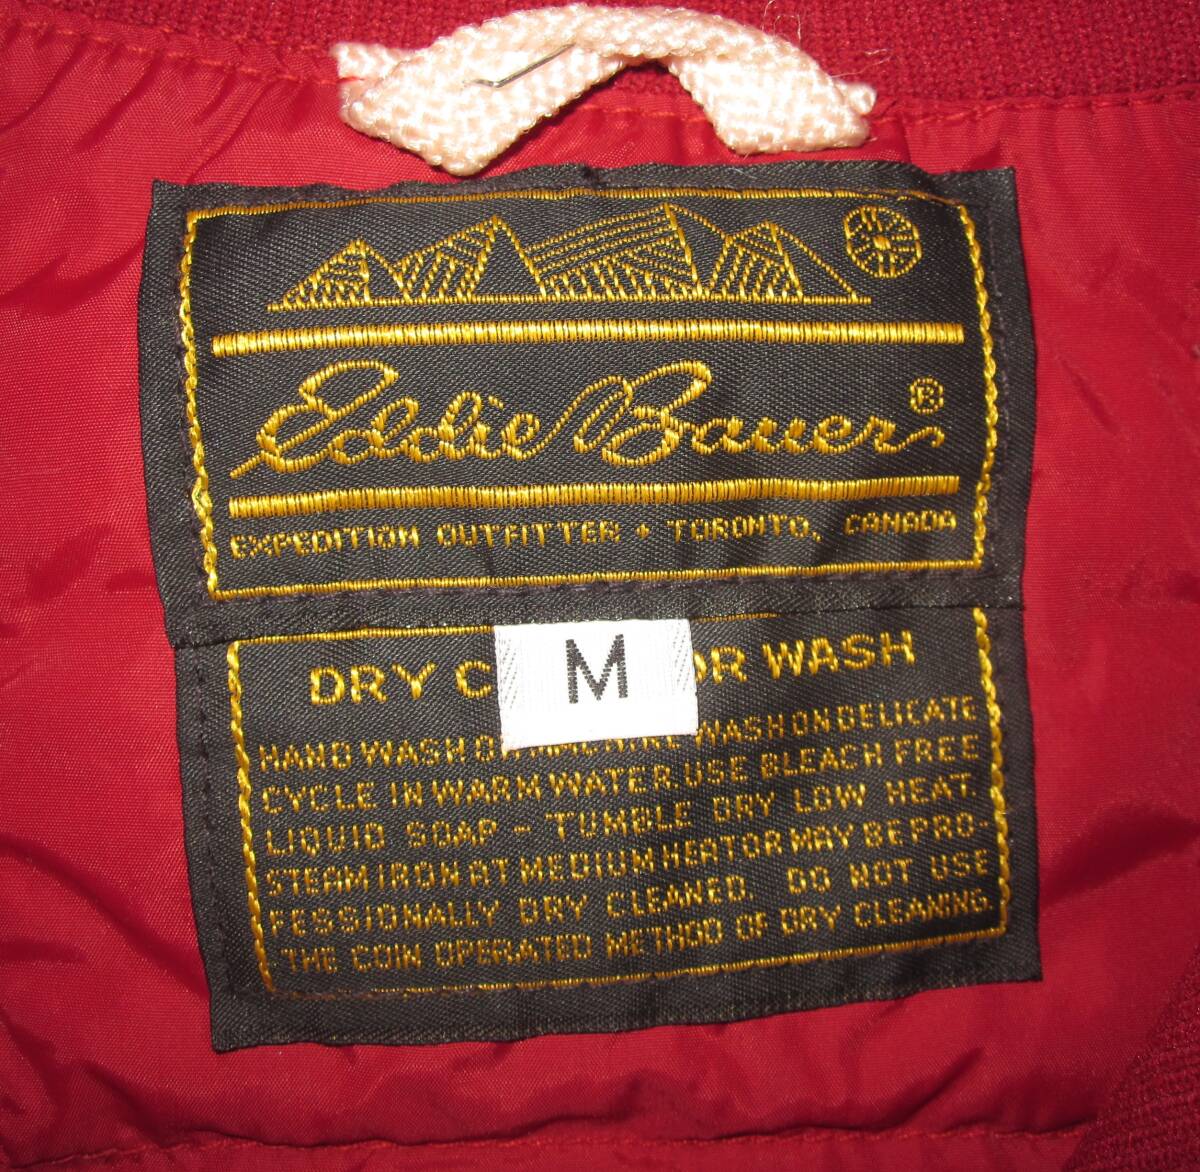 Eddie Bauer ®
EXPEDITION OUTFITTER + TORONTO, CANADA
M
DRY C OR WASH
HAND WASH OR MACHINE WASH ON DELICATE
CYCLE IN WARM WATER. USE BLEACH FREE
LIQUID SOAP - TUMBLE DRY LOW HEAT.
STEAM IRON AT MEDIUM HEAT OR MAY BE PRO-
FESSIONALLY DRY CLEANED. DO NOT USE
THE COIN OPERATED METHOD OF DRY CLEANING.